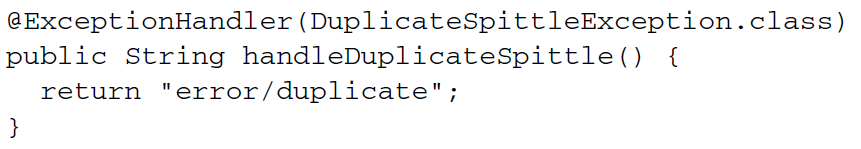 @ExceptionHandler(DuplicateSpittleException.class)
public String handleDuplicateSpittle() {
  return "error/duplicate";
}